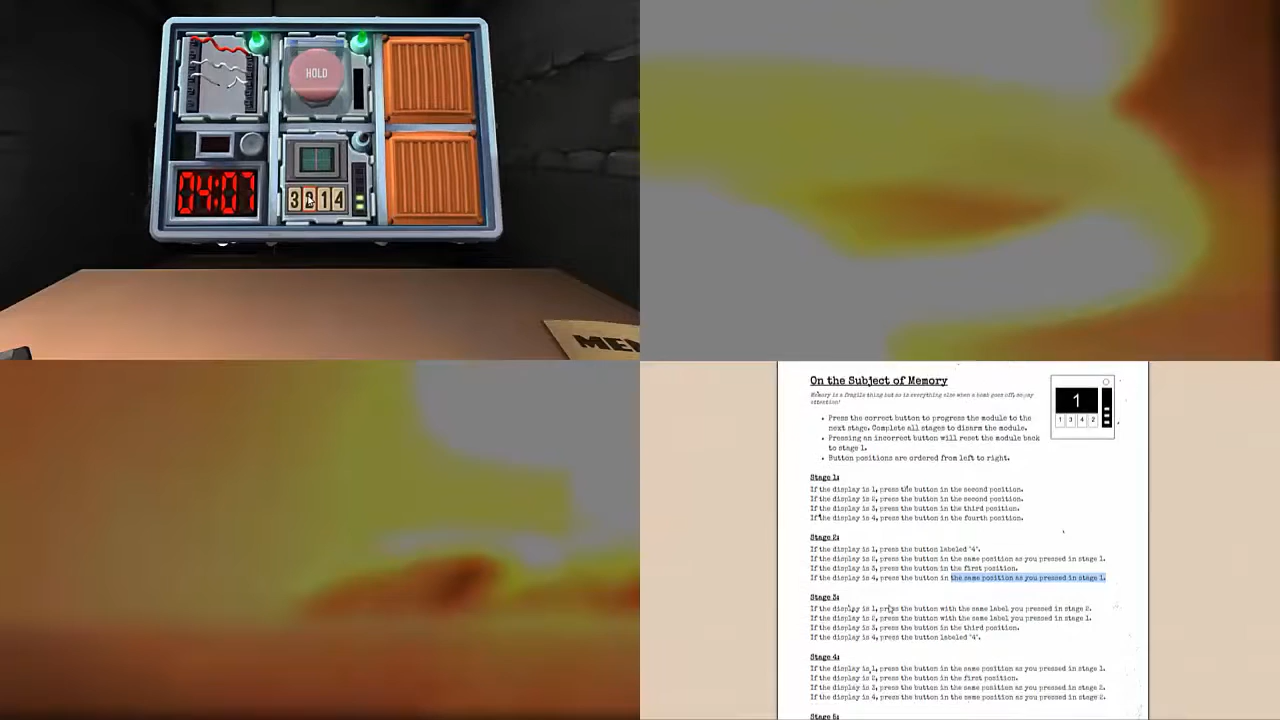 HOLD
04:07
3 14
MEM
On the Subject of Memory
Memory is a fragile thing but so is everything else when a bomb goes off, so pay
attention!
Press the correct button to progress the module to the
next stage. Complete all stages to disarm the module.
Pressing an incorrect button will reset the module back
to stage 1.
Button positions are ordered from left to right.
1
1 3 4 2
Stage 1:
If the display is 1, press the button in the second position.
If the display is 2, press the button in the second position.
If the display is 3, press the button in the third position.
If the display is 4, press the button in the fourth position.
Stage 2:
If the display is 1, press the button labeled "4".
If the display is 2, press the button in the same position as you pressed in stage 1.
If the display is 3, press the button in the first position.
If the display is 4, press the button in the same position as you pressed in stage 1.
Stage 3:
If the display is 1, press the button with the same label you pressed in stage 2.
If the display is 2, press the button with the same label you pressed in stage 1.
If the display is 3, press the button in the third position.
If the display is 4, press the button labeled "4".
Stage 4:
If the display is 1, press the button in the same position as you pressed in stage 1.
If the display is 2, press the button in the first position.
If the display is 3, press the button in the same position as you pressed in stage 2.
If the display is 4, press the button in the same position as you pressed in stage 2.
Stage 5: